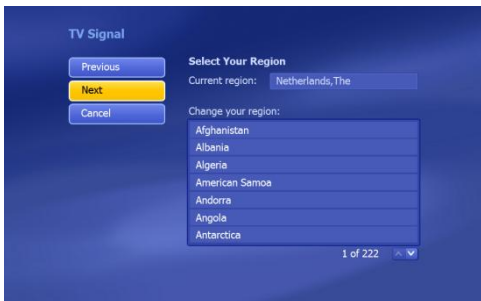 TV Signal
Previous
Next
Cancel
Select Your Region
Current region: Netherlands,The
Change your region:
Afghanistan
Albania
Algeria
American Samoa
Andorra
Angola
Antarctica
1 of 222